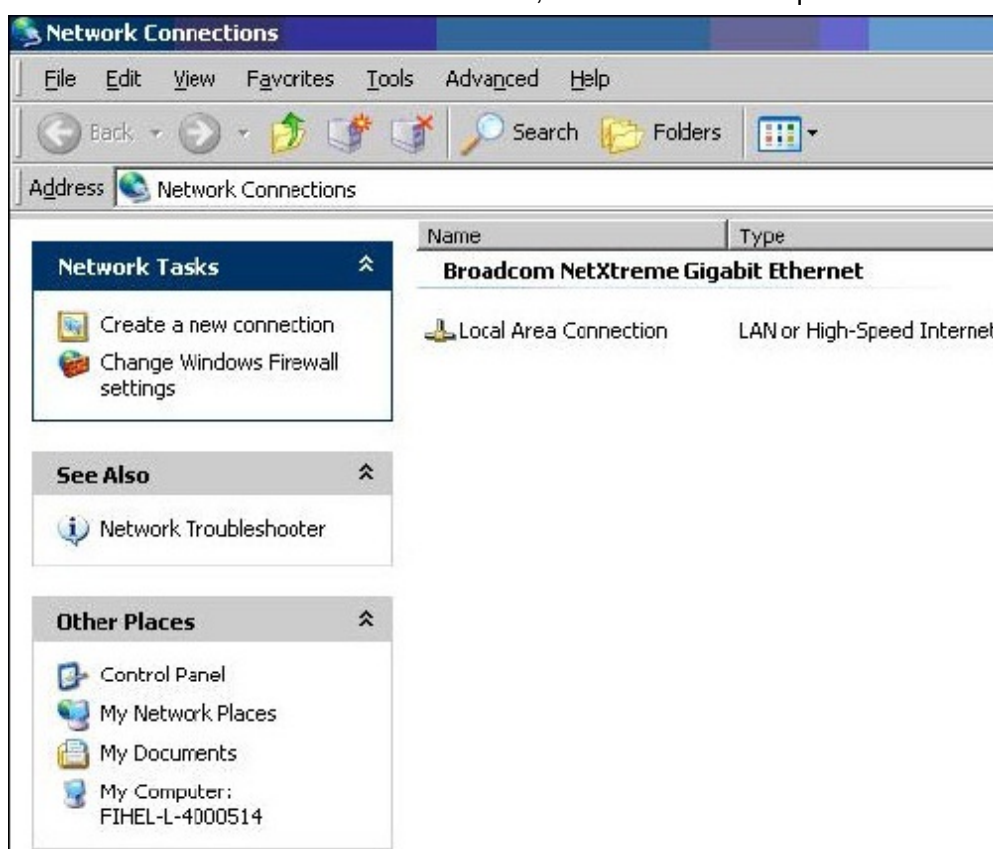 Network Connections
File Edit View Favorites Tools Advanced Help
Back Search Folders
Address Network Connections
Name Type
Network Tasks
Create a new connection
Change Windows Firewall
settings
Broadcom NetXtreme Gigabit Ethernet
Local Area Connection LAN or High-Speed Internet
See Also
Network Troubleshooter
Other Places
Control Panel
My Network Places
My Documents
My Computer:
FIHEL-L-4000514